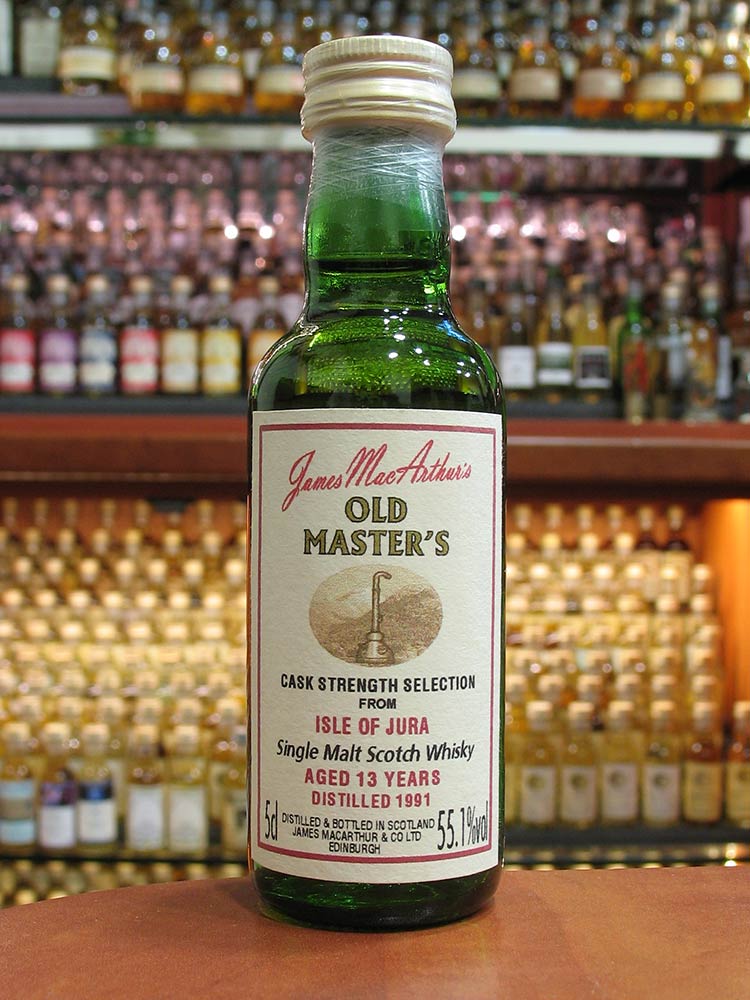 James MacArthur's
OLD
MASTER'S
CASK STRENGTH SELECTION
FROM
ISLE OF JURA
Single Malt Scotch Whisky
AGED 13 YEARS
DISTILLED 1991
5cl DISTILLED & BOTTLED IN SCOTLAND 55.1%vol
JAMES MACARTHUR & CO LTD
EDINBURGH